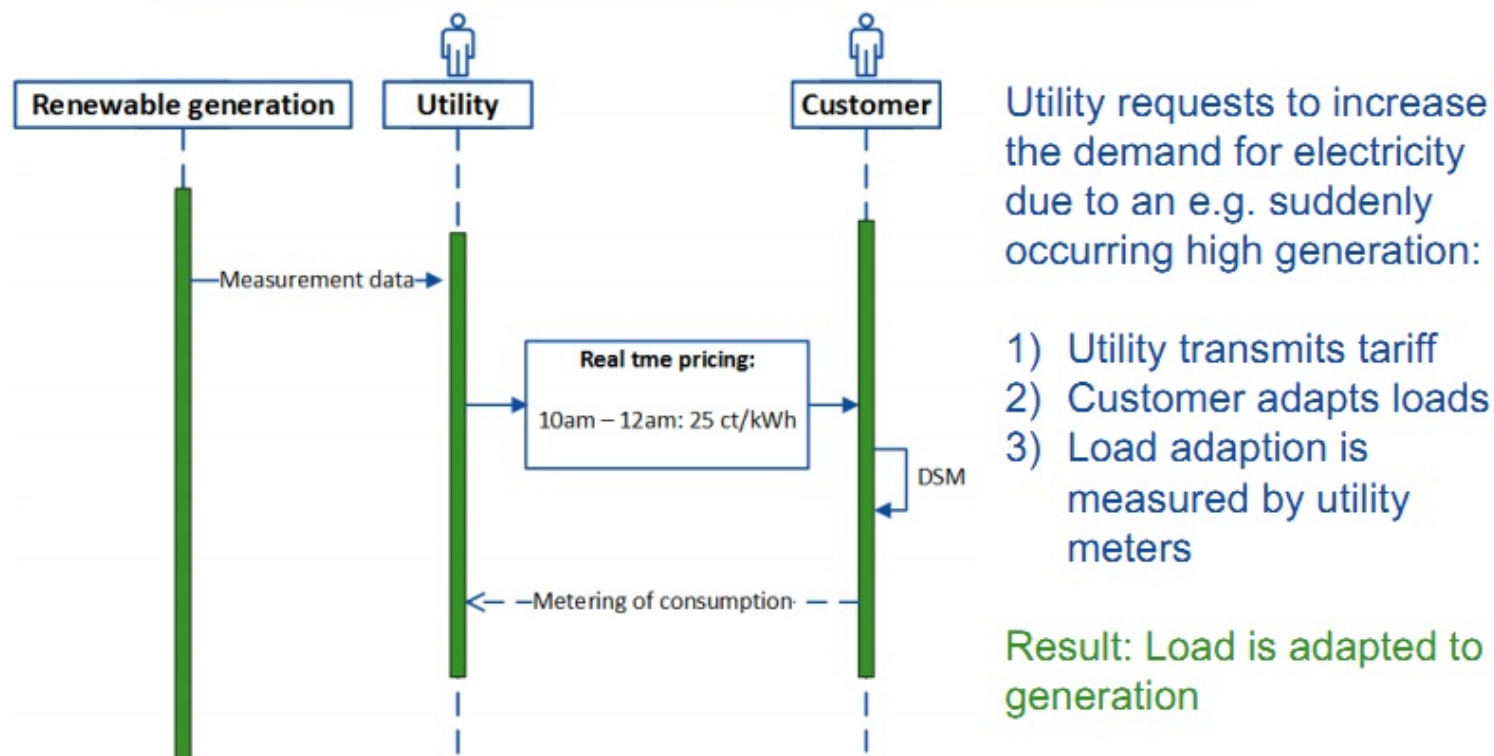 Renewable generation
Utility
Customer
Measurement data
Real tme pricing:
10am – 12am: 25 ct/kWh
DSM
Metering of consumption
Utility requests to increase
the demand for electricity
due to an e.g. suddenly
occurring high generation:
1) Utility transmits tariff
2) Customer adapts loads
3) Load adaption is
measured by utility
meters
Result: Load is adapted to
generation